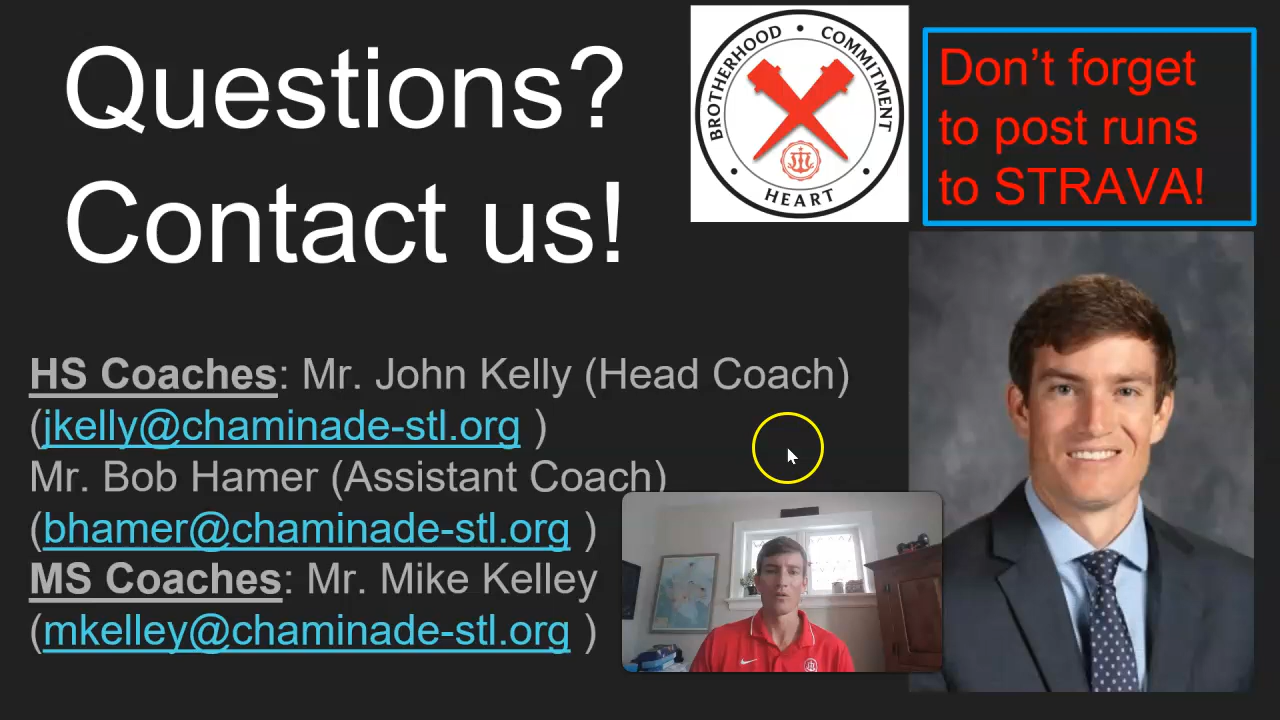 Questions?
Contact us!
BROTHERHOOD • COMMITMENT • HEART •
Don’t forget
to post runs
to STRAVA!
HS Coaches: Mr. John Kelly (Head Coach)
(jkelly@chaminade-stl.org )
Mr. Bob Hamer (Assistant Coach)
(bhamer@chaminade-stl.org )
MS Coaches: Mr. Mike Kelley
(mkelley@chaminade-stl.org )